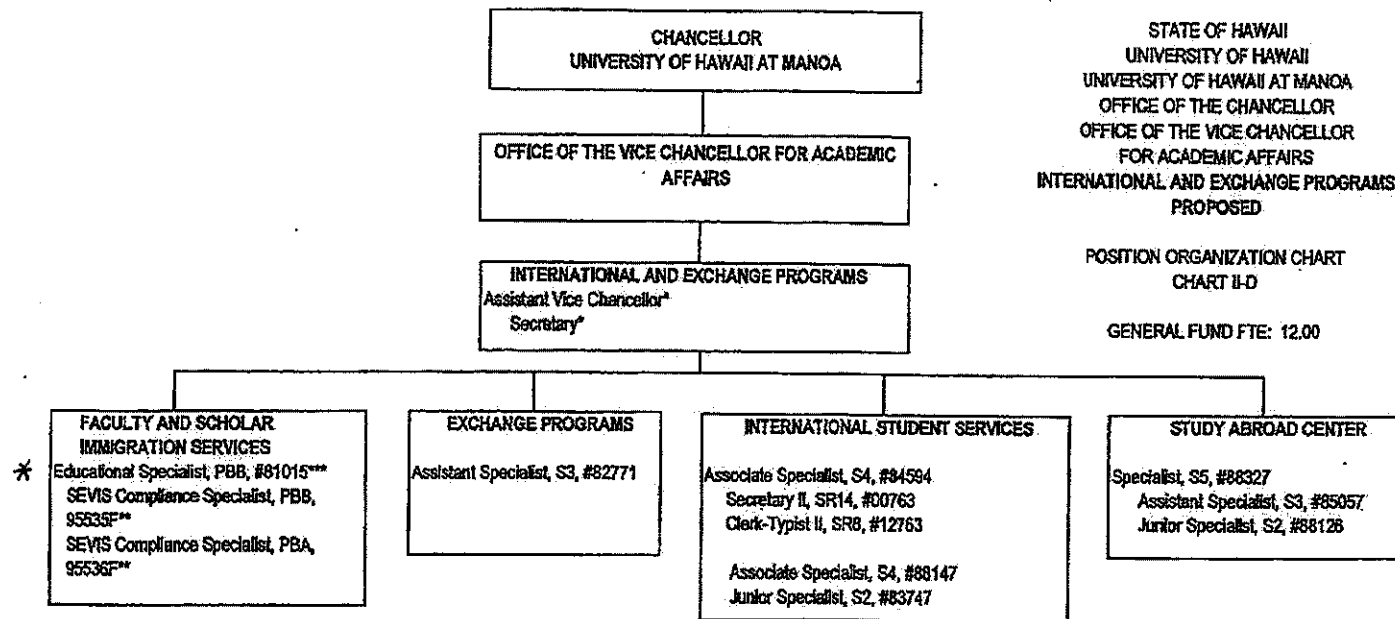 CHANCELLOR
UNIVERSITY OF HAWAII AT MANOA
OFFICE OF THE VICE CHANCELLOR FOR ACADEMIC
AFFAIRS
INTERNATIONAL AND EXCHANGE PROGRAMS
Assistant Vice Chancellor*
Secretary*
STATE OF HAWAII
UNIVERSITY OF HAWAII
UNIVERSITY OF HAWAII AT MANOA
OFFICE OF THE CHANCELLOR
OFFICE OF THE VICE CHANCELLOR
FOR ACADEMIC AFFAIRS
INTERNATIONAL AND EXCHANGE PROGRAMS
PROPOSED
POSITION ORGANIZATION CHART
CHART II-D
GENERAL FUND FTE: 12.00
*
FACULTY AND SCHOLAR
IMMIGRATION SERVICES
Educational Specialist, PBB, #81015***
SEVIS Compliance Specialist, PBB,
95535F**
SEVIS Compliance Specialist, PBA,
95536F**
EXCHANGE PROGRAMS
Assistant Specialist, S3, #82771
INTERNATIONAL STUDENT SERVICES
Associate Specialist, S4, #84594
Secretary II, SR14, #00763
Clerk-Typist II, SR8, #12763
Associate Specialist, S4, #88147
Junior Specialist, S2, #83747
STUDY ABROAD CENTER
Specialist, S5, #88327
Assistant Specialist, S3, #85057
Junior Specialist, S2, #88126